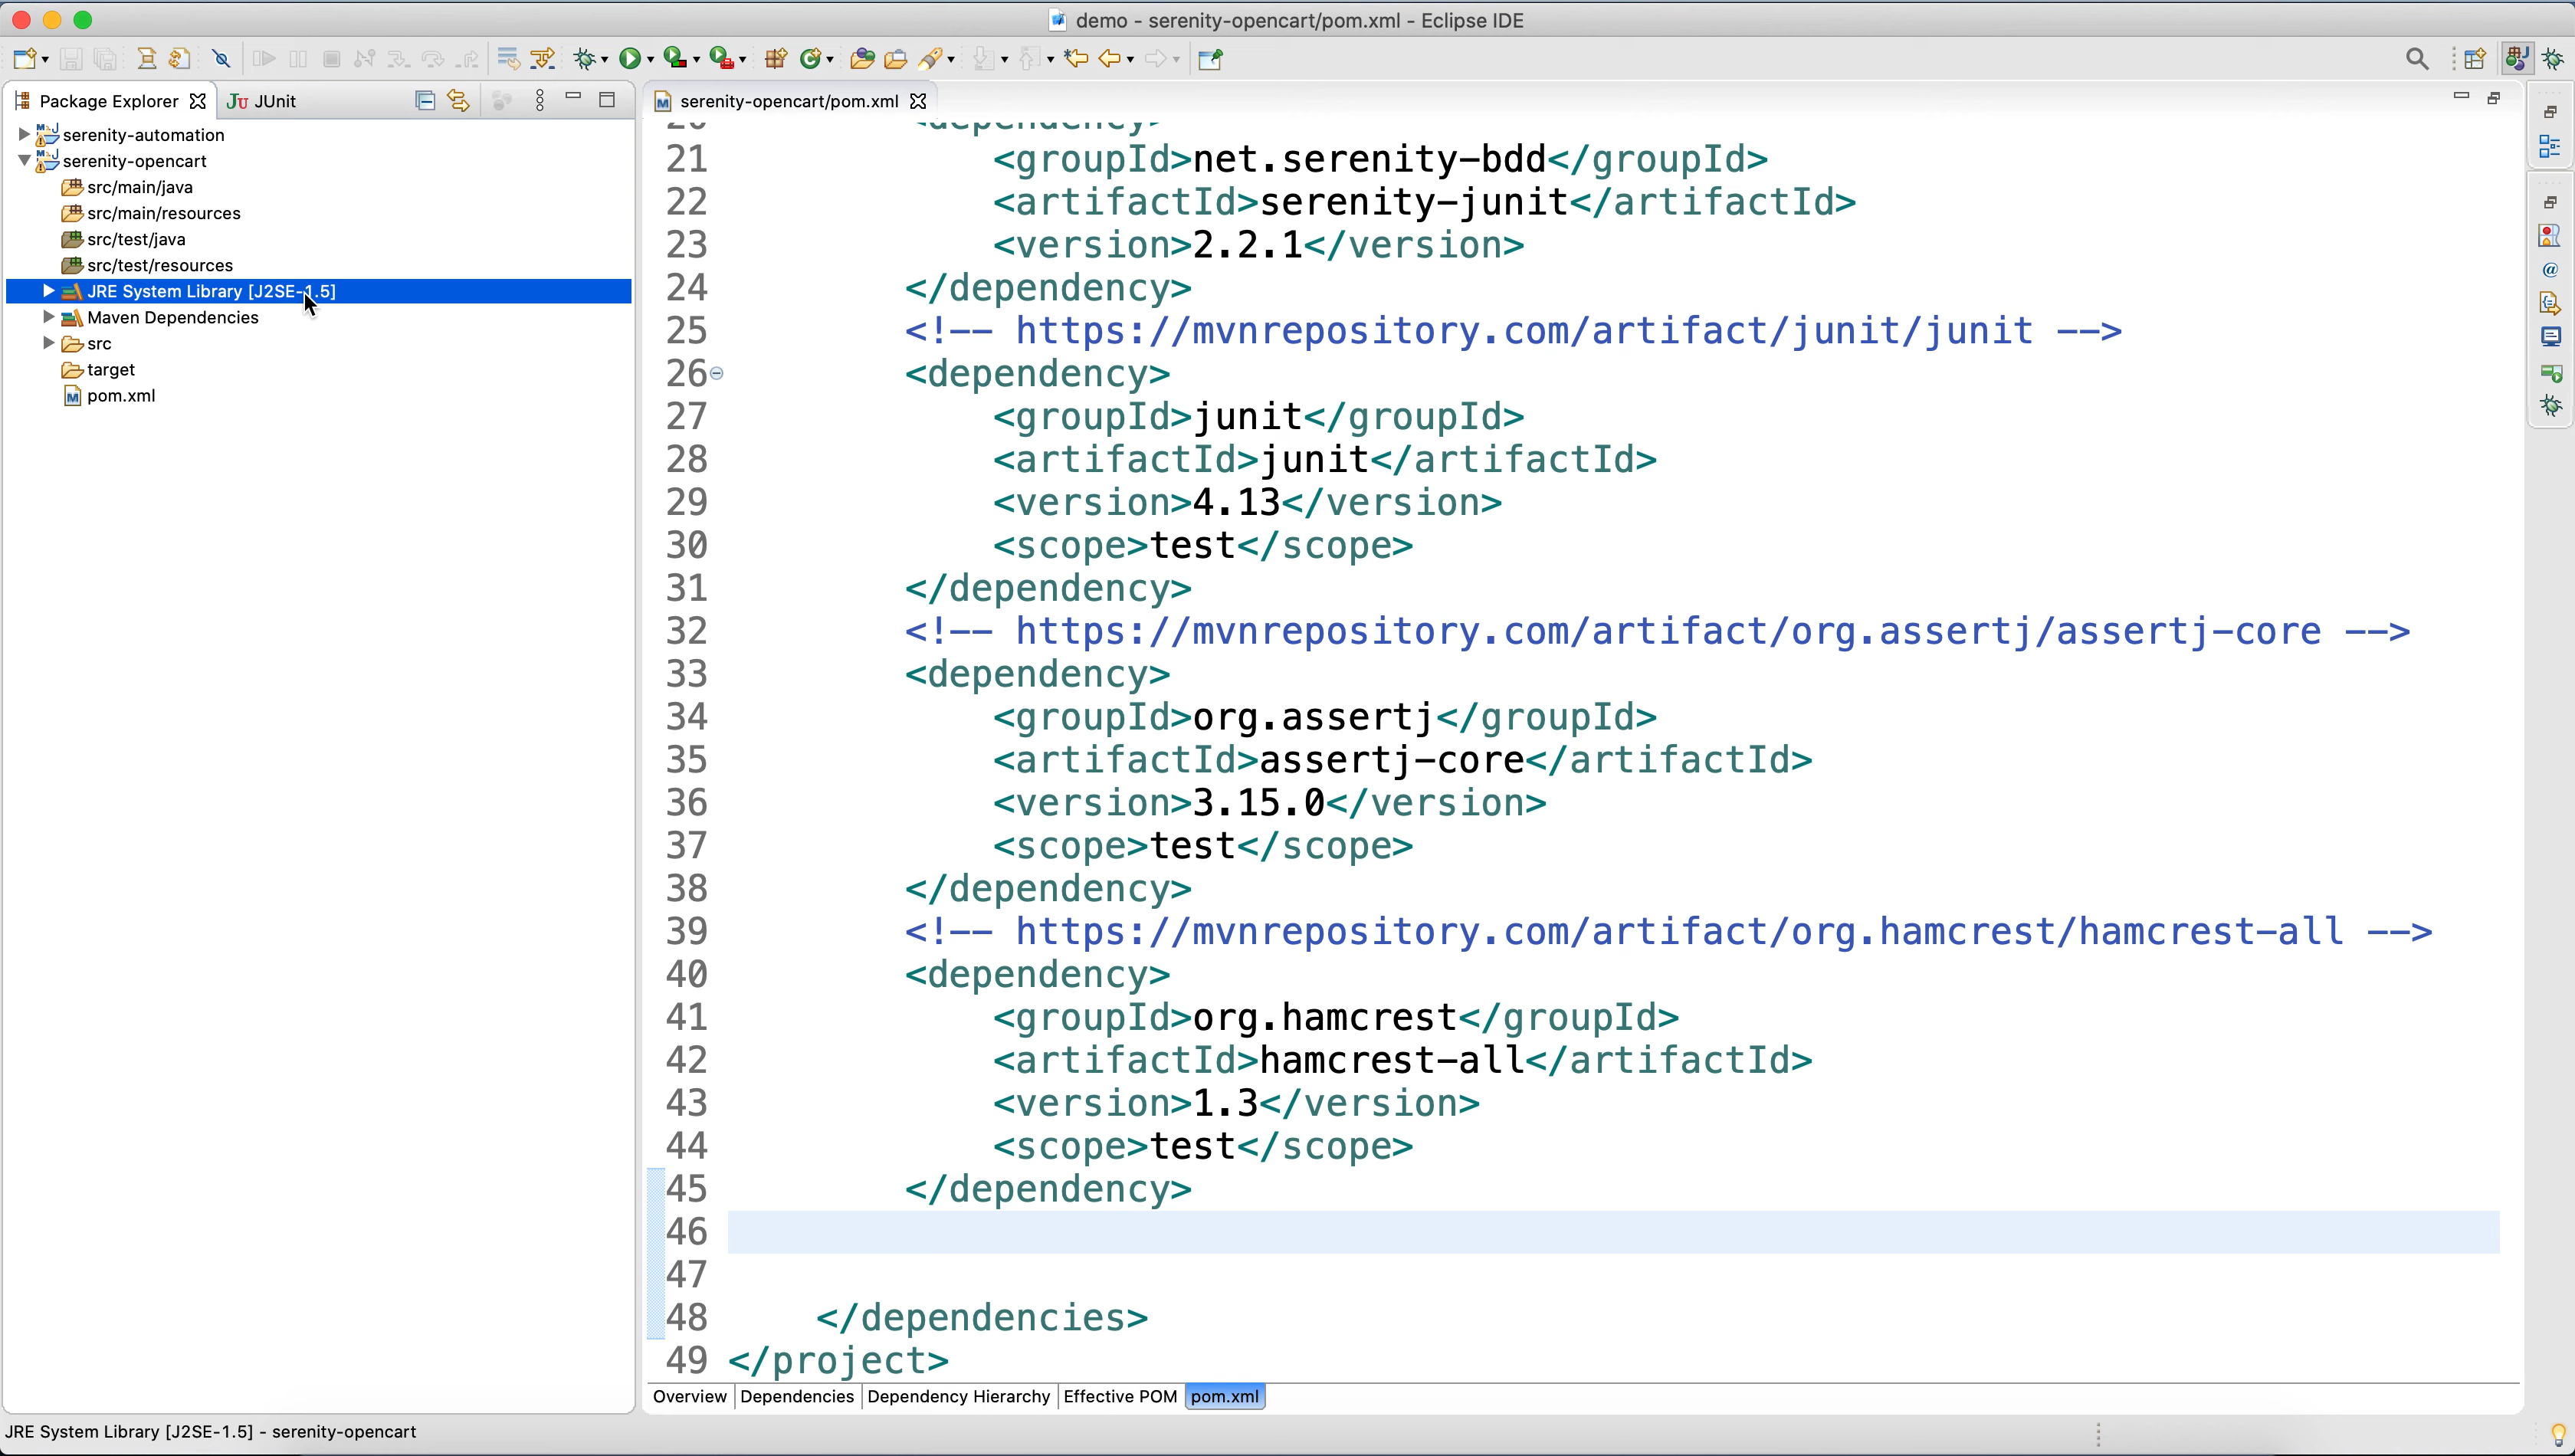 demo - serenity-opencart/pom.xml - Eclipse IDE
Package Explorer
JUnit
serenity-opencart/pom.xml
serenity-automation
serenity-opencart
src/main/java
src/main/resources
src/test/java
src/test/resources
JRE System Library [J2SE-1.5]
Maven Dependencies
src
target
pom.xml
20 <dependency>
21 <groupId>net.serenity-bdd</groupId>
22 <artifactId>serenity-junit</artifactId>
23 <version>2.2.1</version>
24 </dependency>
25 <!-- https://mvnrepository.com/artifact/junit/junit -->
26 <dependency>
27 <groupId>junit</groupId>
28 <artifactId>junit</artifactId>
29 <version>4.13</version>
30 <scope>test</scope>
31 </dependency>
32 <!-- https://mvnrepository.com/artifact/org.assertj/assertj-core -->
33 <dependency>
34 <groupId>org.assertj</groupId>
35 <artifactId>assertj-core</artifactId>
36 <version>3.15.0</version>
37 <scope>test</scope>
38 </dependency>
39 <!-- https://mvnrepository.com/artifact/org.hamcrest/hamcrest-all -->
40 <dependency>
41 <groupId>org.hamcrest</groupId>
42 <artifactId>hamcrest-all</artifactId>
43 <version>1.3</version>
44 <scope>test</scope>
45 </dependency>
46
47
48 </dependencies>
49 </project>
Overview Dependencies Dependency Hierarchy Effective POM pom.xml
JRE System Library [J2SE-1.5] - serenity-opencart